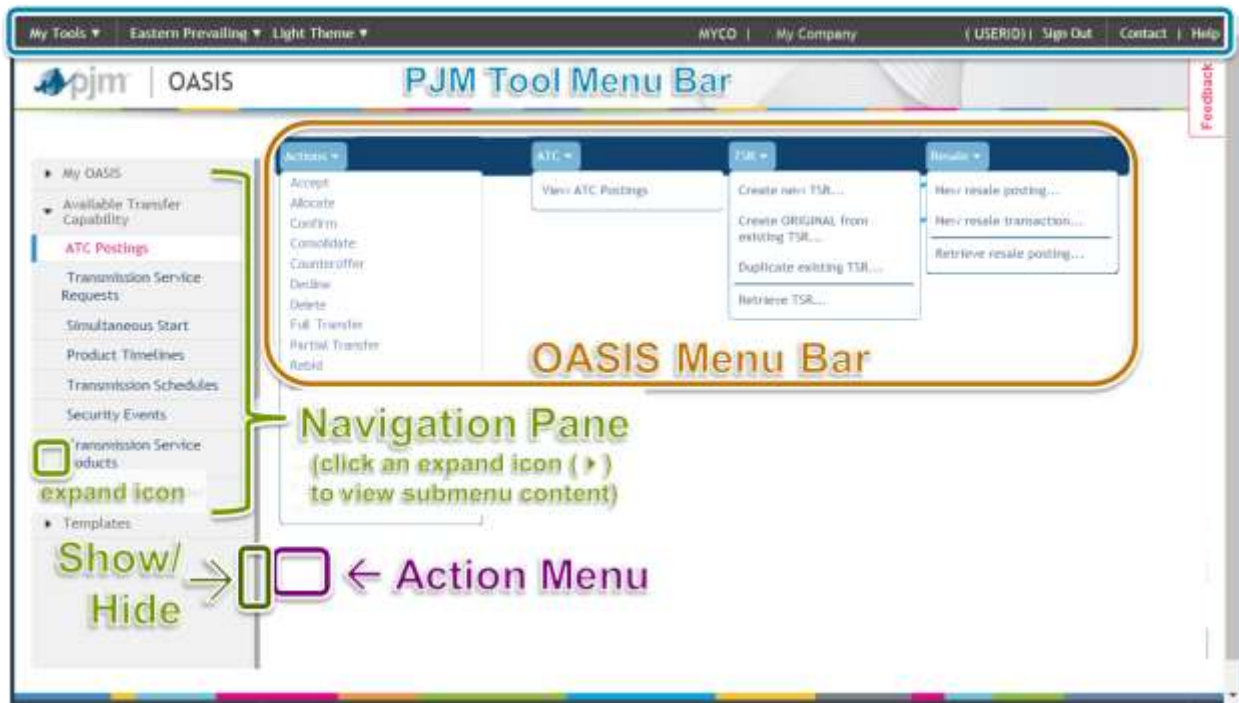 My Tools ▼ Eastern Prevailing ▼ Light Theme ▼ MYCO | My Company ( USERID) | Sign Out Contact | Help
pjm | OASIS
PJM Tool Menu Bar
Feedback
Actions ATC TSR Resale
My OASIS
Available Transfer
Capability
ATC Postings
Transmission Service
Requests
Simultaneous Start
Product Timelines
Transmission Schedules
Security Events
Transmission Service
oducts
expand icon
Templates
Accept
Allocate
Confirm
Consolidate
Counteroffer
Decline
Delete
Full Transfer
Partial Transfer
Rebid
View ATC Postings
Create new TSR...
Create ORIGINAL from
existing TSR...
Duplicate existing TSR...
Retrieve TSR...
New resale posting...
New resale transaction...
Retrieve resale posting...
OASIS Menu Bar
Navigation Pane
(click an expand icon ( ▸ )
to view submenu content)
Show/
Hide
← Action Menu